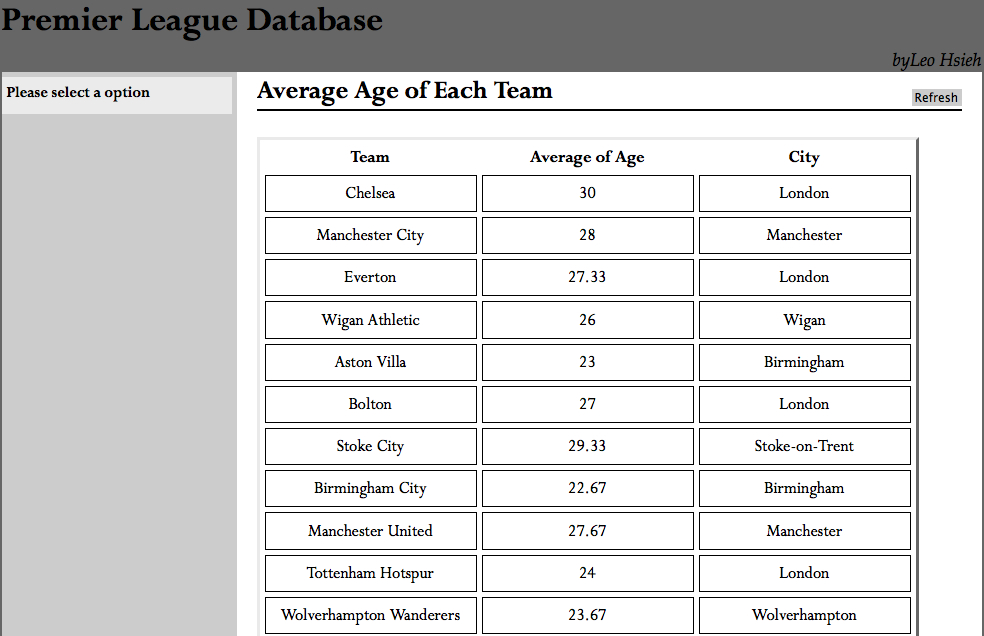 Premier League Database
byLeo Hsieh
Please select a option
Average Age of Each Team
Refresh
Team Average of Age City
Chelsea 30 London
Manchester City 28 Manchester
Everton 27.33 London
Wigan Athletic 26 Wigan
Aston Villa 23 Birmingham
Bolton 27 London
Stoke City 29.33 Stoke-on-Trent
Birmingham City 22.67 Birmingham
Manchester United 27.67 Manchester
Tottenham Hotspur 24 London
Wolverhampton Wanderers 23.67 Wolverhampton